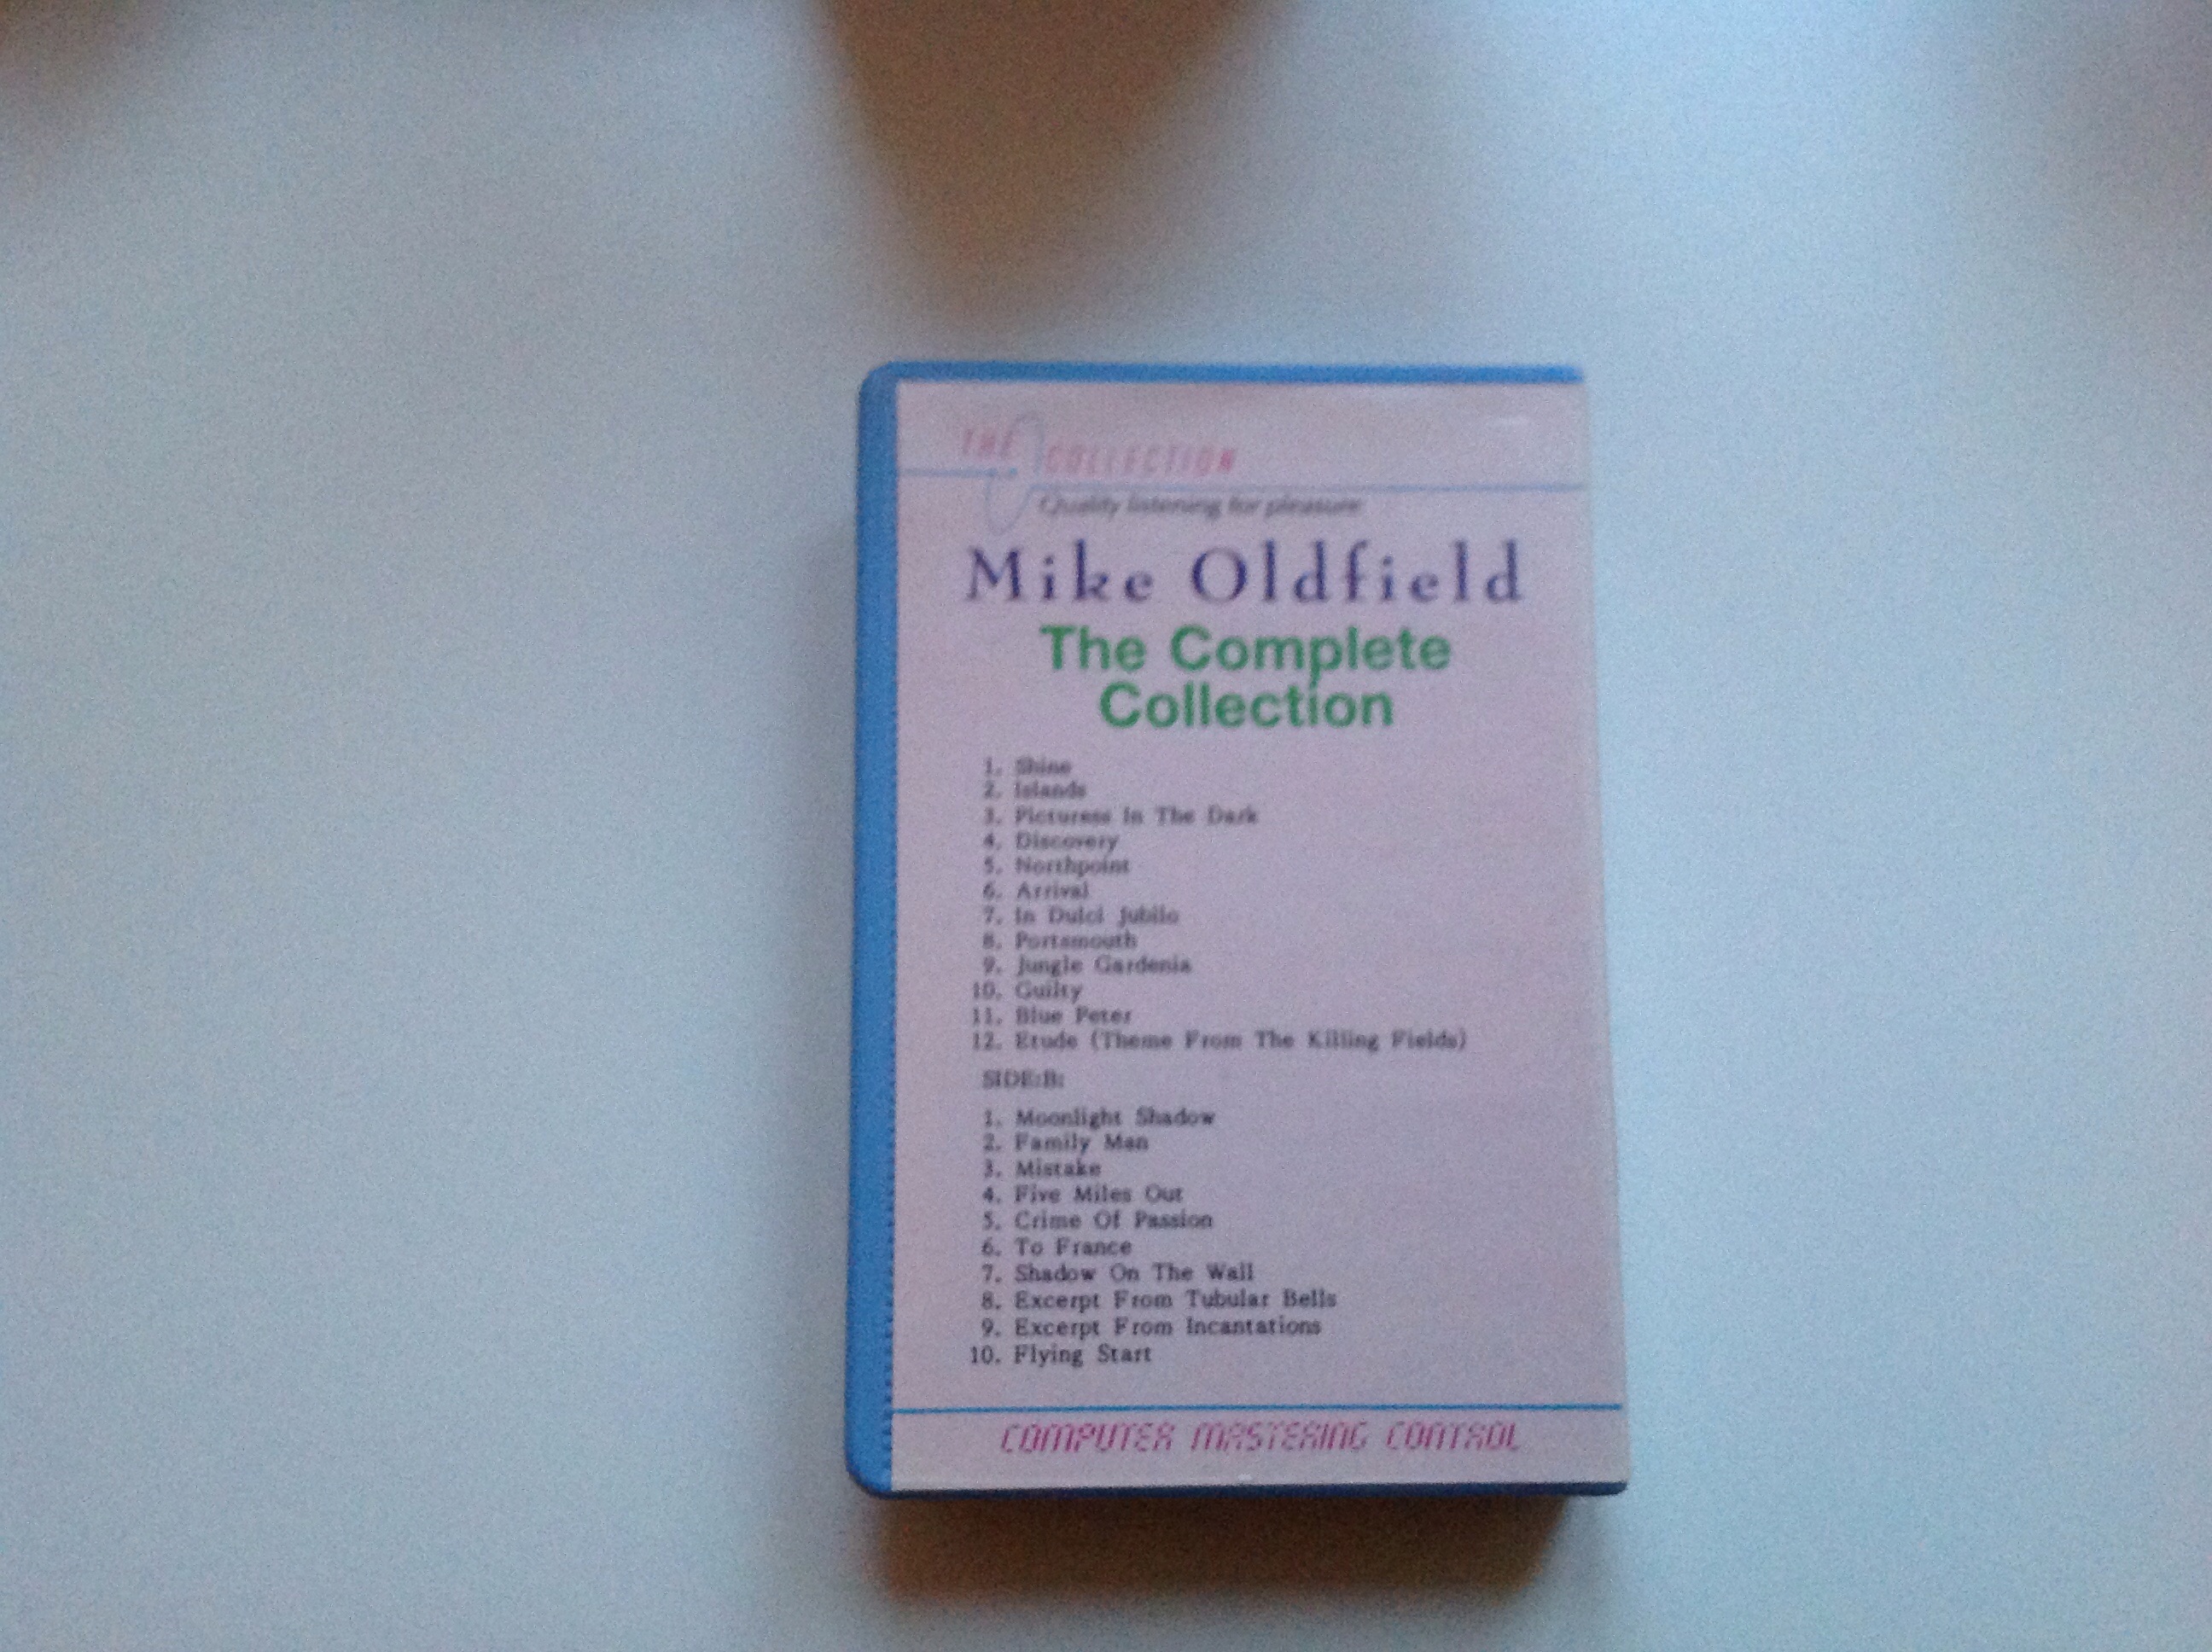 THE COLLECTION
Quality listening for pleasure
Mike Oldfield
The Complete
Collection
1. Shine
2. Islands
3. Picturess In The Dark
4. Discovery
5. Northpoint
6. Arrival
7. In Dulci Jubilo
8. Portsmouth
9. Jungle Gardenia
10. Guilty
11. Blue Peter
12. Etude (Theme From The Killing Fields)
SIDE:B:
1. Moonlight Shadow
2. Family Man
3. Mistake
4. Five Miles Out
5. Crime Of Passion
6. To France
7. Shadow On The Wall
8. Excerpt From Tubular Bells
9. Excerpt From Incantations
10. Flying Start
COMPUTER MASTERING CONTROL